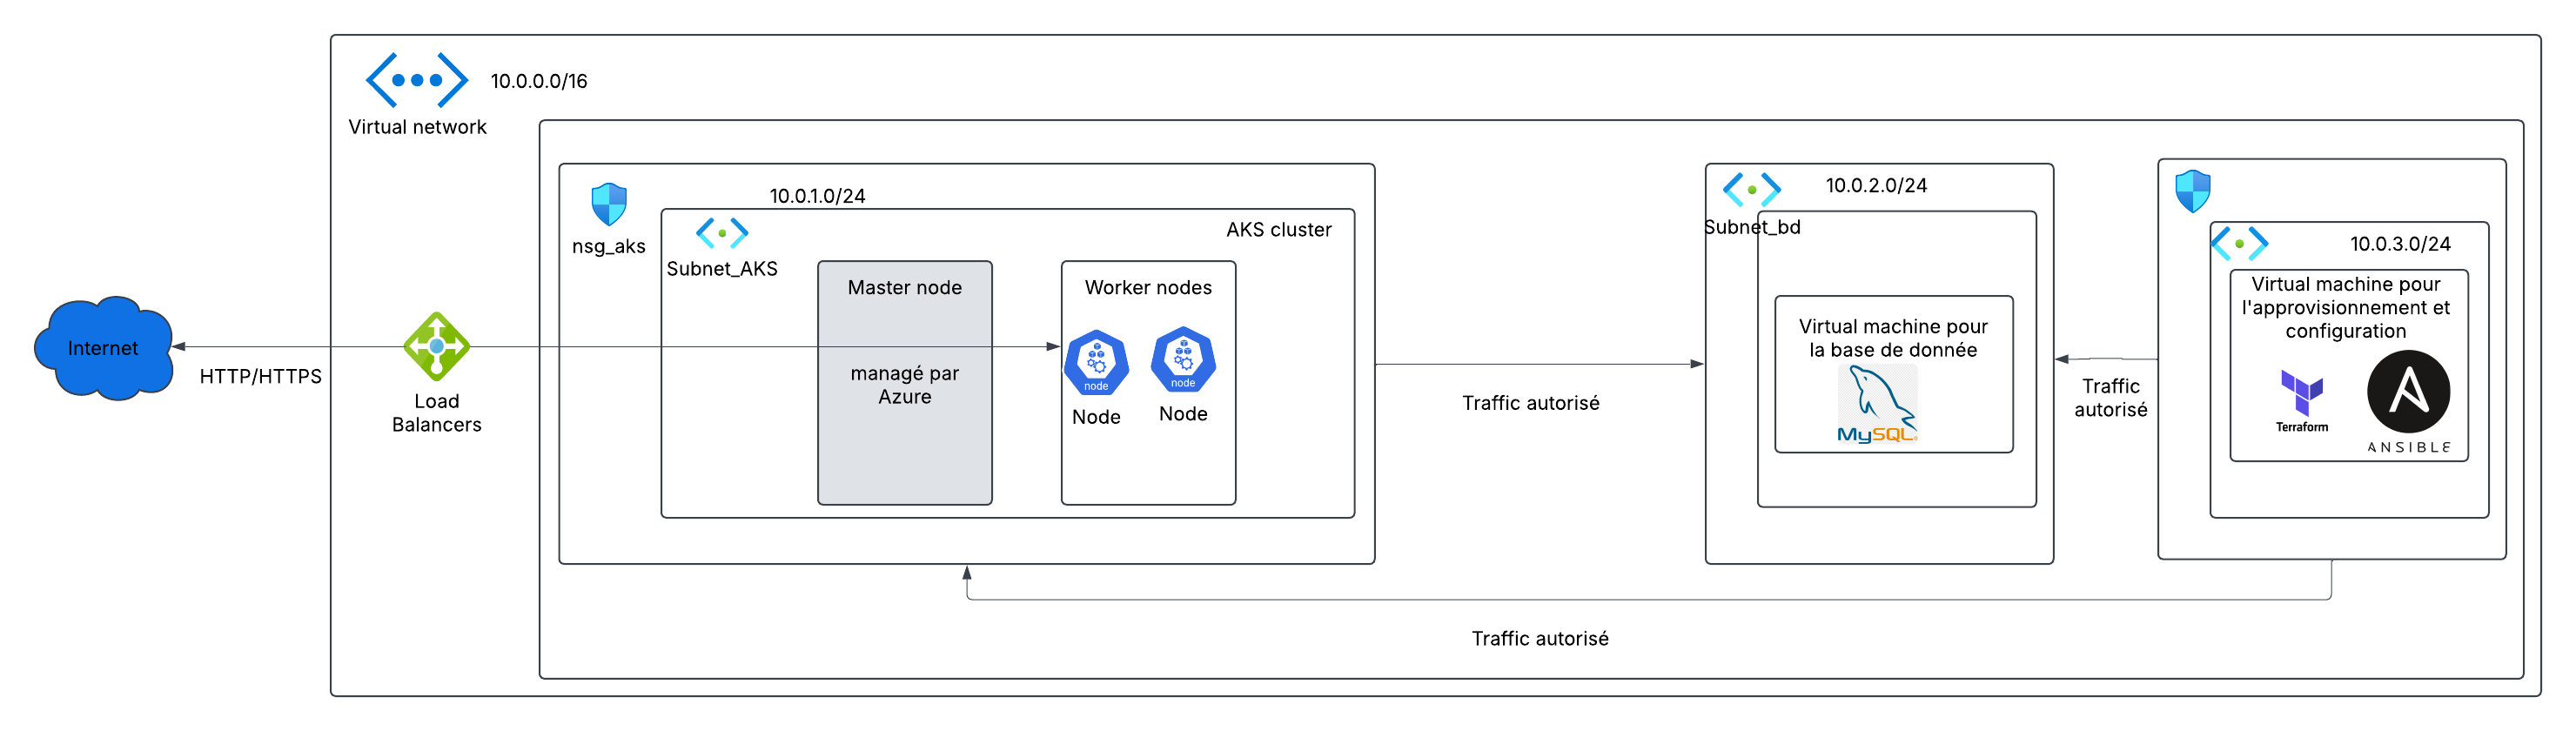 10.0.0.0/16
Virtual network
Internet
HTTP/HTTPS
Load
Balancers
nsg_aks
10.0.1.0/24
Subnet_AKS
AKS cluster
Master node
managé par
Azure
Worker nodes
node
Node
node
Node
Traffic autorisé
10.0.2.0/24
Subnet_bd
Virtual machine pour
la base de donnée
MySQL
Traffic
autorisé
10.0.3.0/24
Virtual machine pour
l'approvisionnement et
configuration
Terraform
ANSIBLE
Traffic autorisé